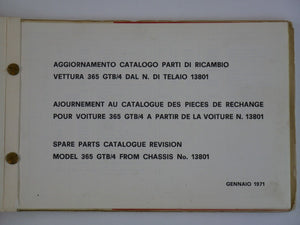 AGGIORNAMENTO CATALOGO PARTI DI RICAMBIO
VETTURA 365 GTB/4 DAL N. DI TELAIO 13801
AIOURNEMENT AU CATALOGUE DES PIECES DE RECHANGE
POUR VOITURE 365 GTB/4 A PARTIR DE LA VOITURE N. 13801
SPARE PARTS CATALOGUE REVISION
MODEL 365 GTB/4 FROM CHASSIS No. 13801
GENNAIO 1971